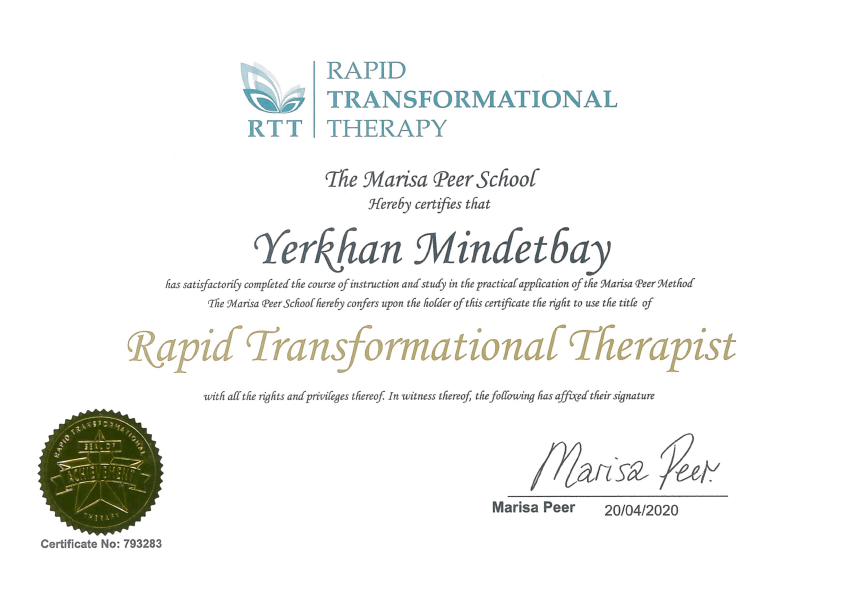 RTT
RAPID
TRANSFORMATIONAL
THERAPY
The Marisa Peer School
Hereby certifies that
Yerkhan Mindetbay
has satisfactorily completed the course of instruction and study in the practical application of the Marisa Peer Method
The Marisa Peer School hereby confers upon the holder of this certificate the right to use the title of
Rapid Transformational Therapist
with all the rights and privileges thereof. In witness thereof, the following has affixed their signature
RAPID TRANSFORMATIONAL
SEAL OF
ACHIEVEMENT
THERAPY
Certificate No: 793283
Marisa Peer.
Marisa Peer
20/04/2020